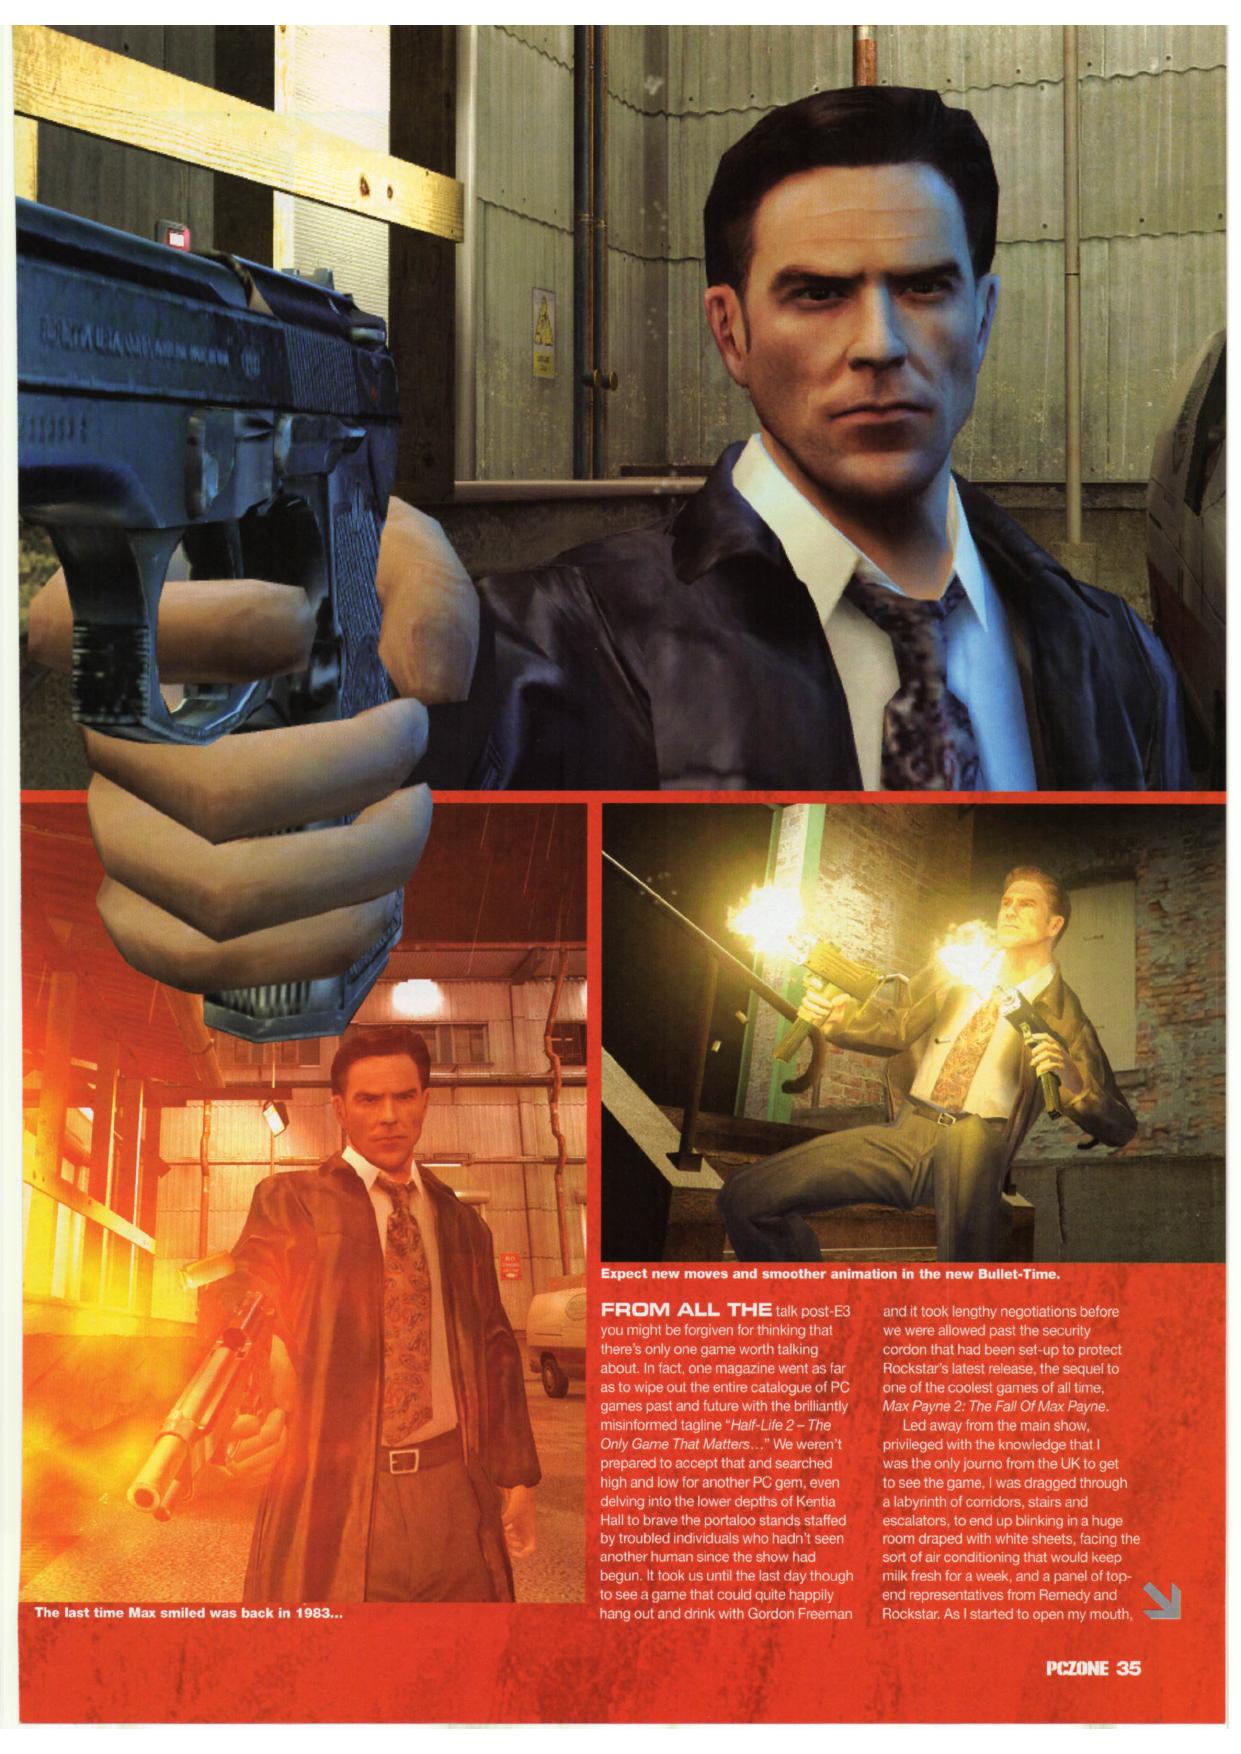 Expect new moves and smoother animation in the new Bullet-Time.
FROM ALL THE talk post-E3
you might be forgiven for thinking that
there's only one game worth talking
about. In fact, one magazine went as far
as to wipe out the entire catalogue of PC
games past and future with the brilliantly
misinformed tagline “Half-Life 2 – The
Only Game That Matters...” We weren't
prepared to accept that and searched
high and low for another PC gem, even
delving into the lower depths of Kentia
Hall to brave the portaloo stands staffed
by troubled individuals who hadn't seen
another human since the show had
begun. It took us until the last day though
to see a game that could quite happily
hang out and drink with Gordon Freeman
and it took lengthy negotiations before
we were allowed past the security
cordon that had been set-up to protect
Rockstar's latest release, the sequel to
one of the coolest games of all time,
Max Payne 2: The Fall Of Max Payne.
Led away from the main show,
privileged with the knowledge that I
was the only journo from the UK to get
to see the game, I was dragged through
a labyrinth of corridors, stairs and
escalators, to end up blinking in a huge
room draped with white sheets, facing the
sort of air conditioning that would keep
milk fresh for a week, and a panel of top-
end representatives from Remedy and
Rockstar. As I started to open my mouth,
The last time Max smiled was back in 1983...
PCZONE 35